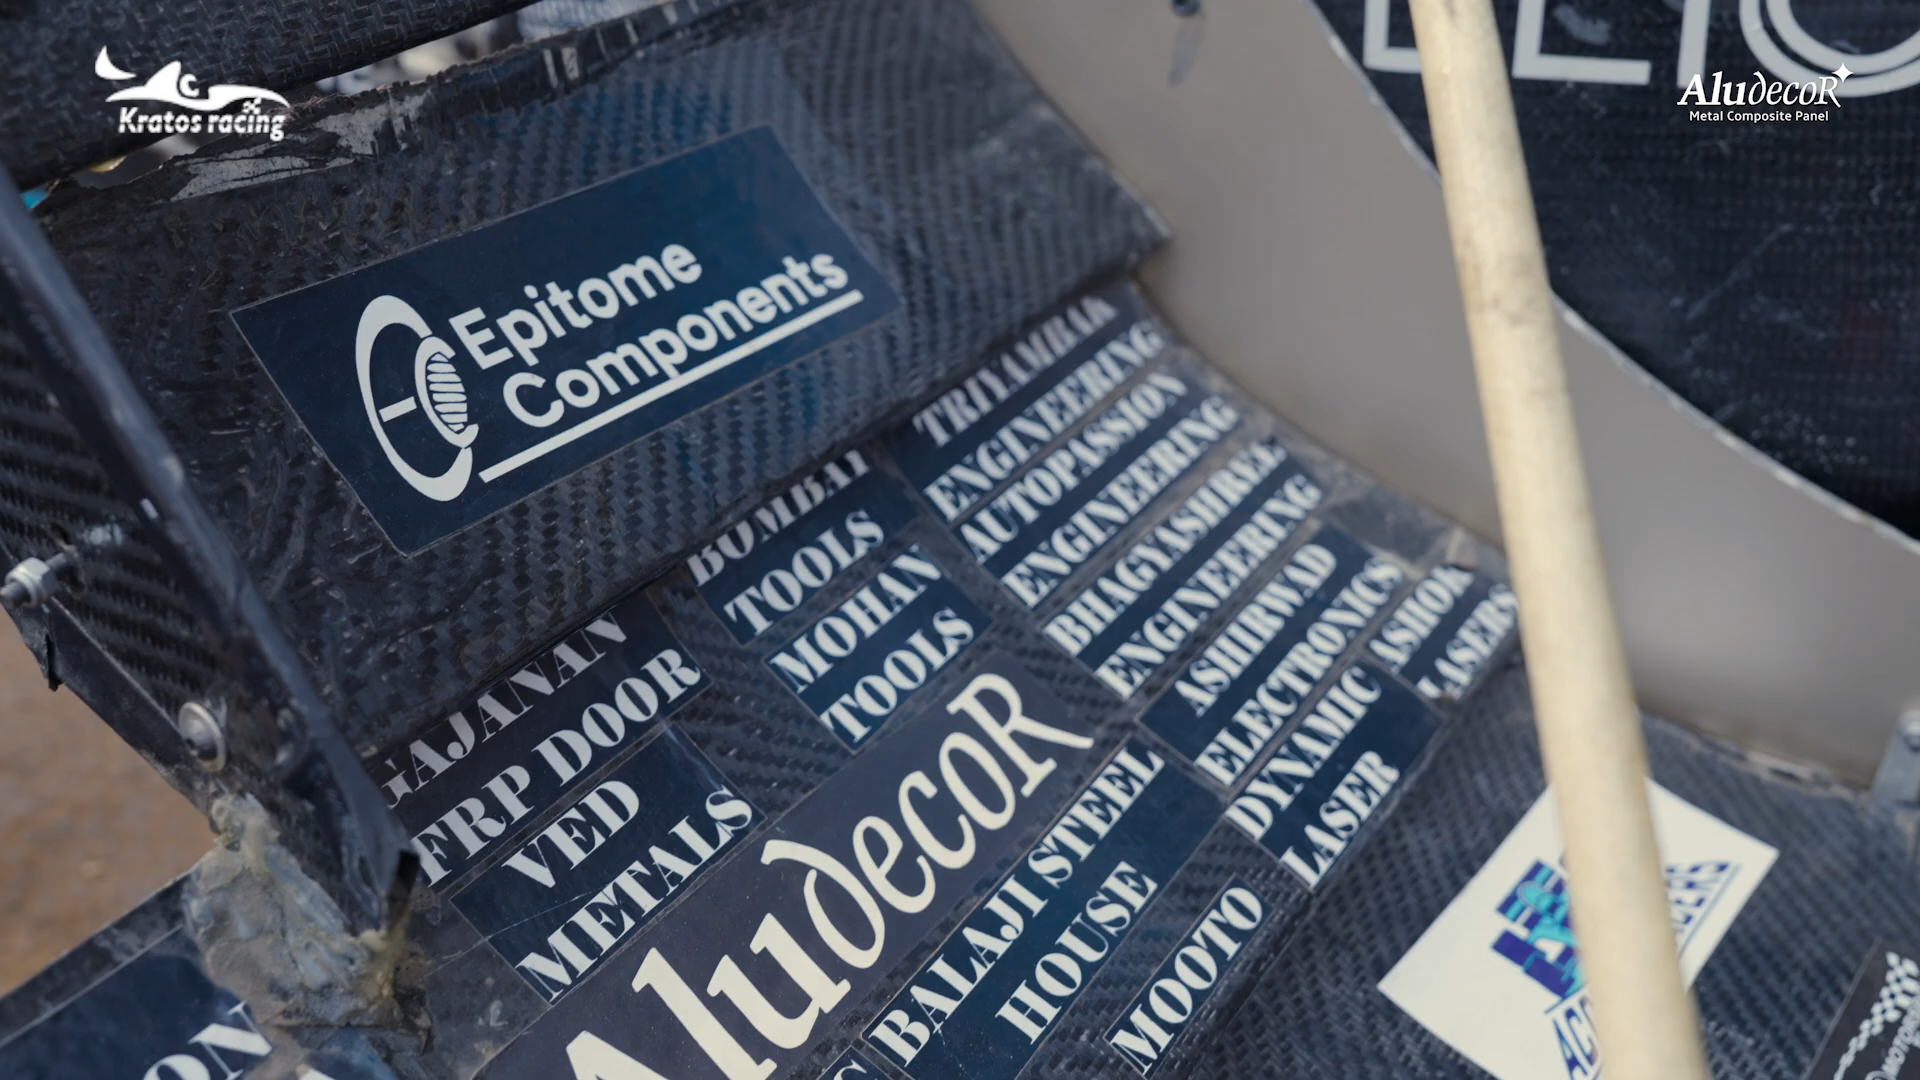 Kratos racing
AludecoR
Metal Composite Panel
Epitome
Components
TRIYAMBAK
ENGINEERING
AUTOPASSION
ENGINEERING
BHAGYASHREE
ENGINEERING
ASHIRWAD
ELECTRONICS
ASHOK
LASERS
DYNAMIC
LASER
BOMBAY
TOOLS
MOHAN
TOOLS
GAJANAN
FRP DOOR
VED
METALS
AludecoR
BALAJI STEEL
HOUSE
MOOTO